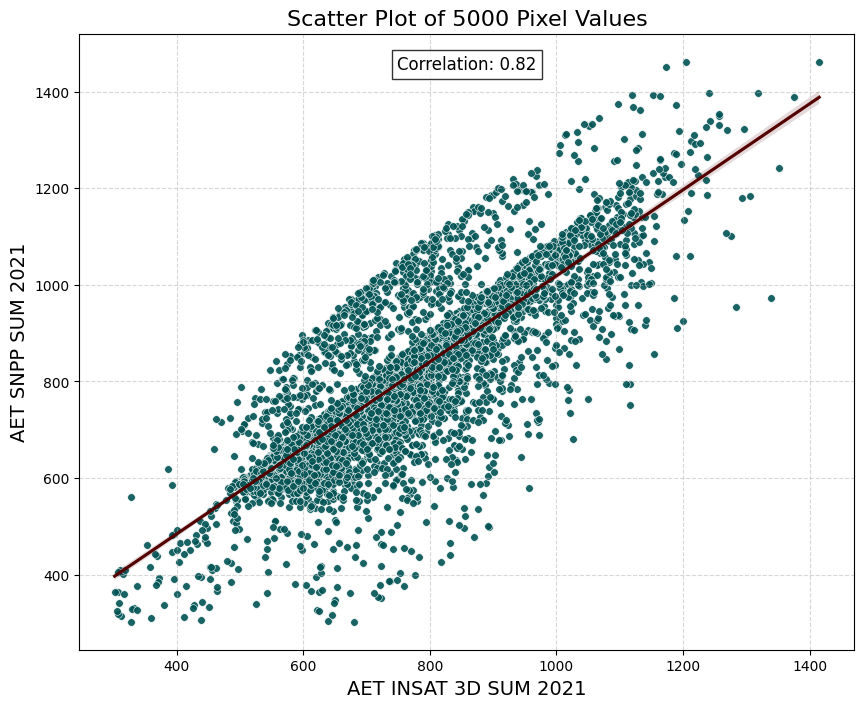 Scatter Plot of 5000 Pixel Values
Correlation: 0.82
AET SNPP SUM 2021
1400
1200
1000
800
600
400
400 600 800 1000 1200 1400
AET INSAT 3D SUM 2021